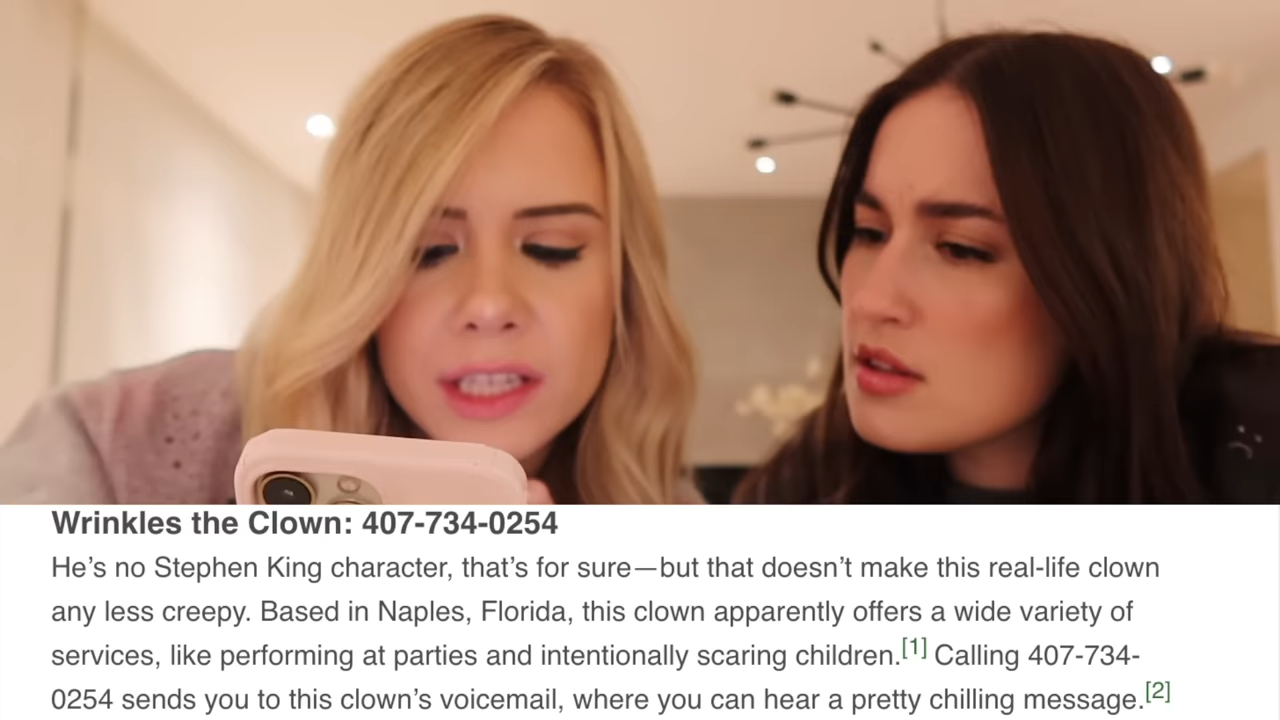 Wrinkles the Clown: 407-734-0254
He’s no Stephen King character, that’s for sure—but that doesn’t make this real-life clown
any less creepy. Based in Naples, Florida, this clown apparently offers a wide variety of
services, like performing at parties and intentionally scaring children.[1] Calling 407-734-
0254 sends you to this clown’s voicemail, where you can hear a pretty chilling message.[2]